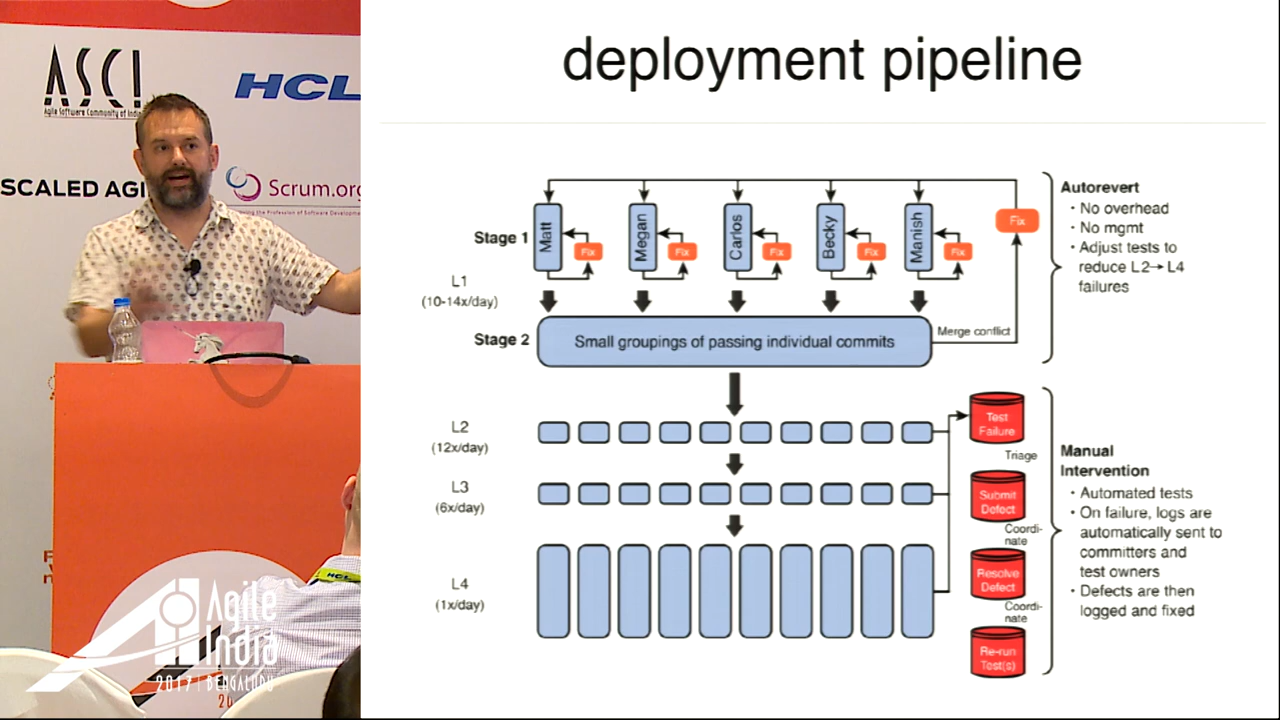 ASCI
Agile Software Community of India
HCL
SCALED AGI
Scrum.org
HCL
Agile
India
2017 | BENGALURU
20
deployment pipeline
Stage 1
Matt
Fix
Megan
Fix
Carlos
Fix
Becky
Fix
Manish
Fix
Fix
L1
(10-14x/day)
Stage 2
Small groupings of passing individual commits
Merge conflict
Autorevert
· No overhead
· No mgmt
· Adjust tests to
reduce L2→L4
failures
L2
(12x/day)
L3
(6x/day)
L4
(1x/day)
Test
Failure
Triage
Submit
Defect
Coordi-
nate
Resolve
Defect
Coordi-
nate
Re-run
Test(s)
Manual
Intervention
· Automated tests
· On failure, logs are
automatically sent to
committers and
test owners
· Defects are then
logged and fixed